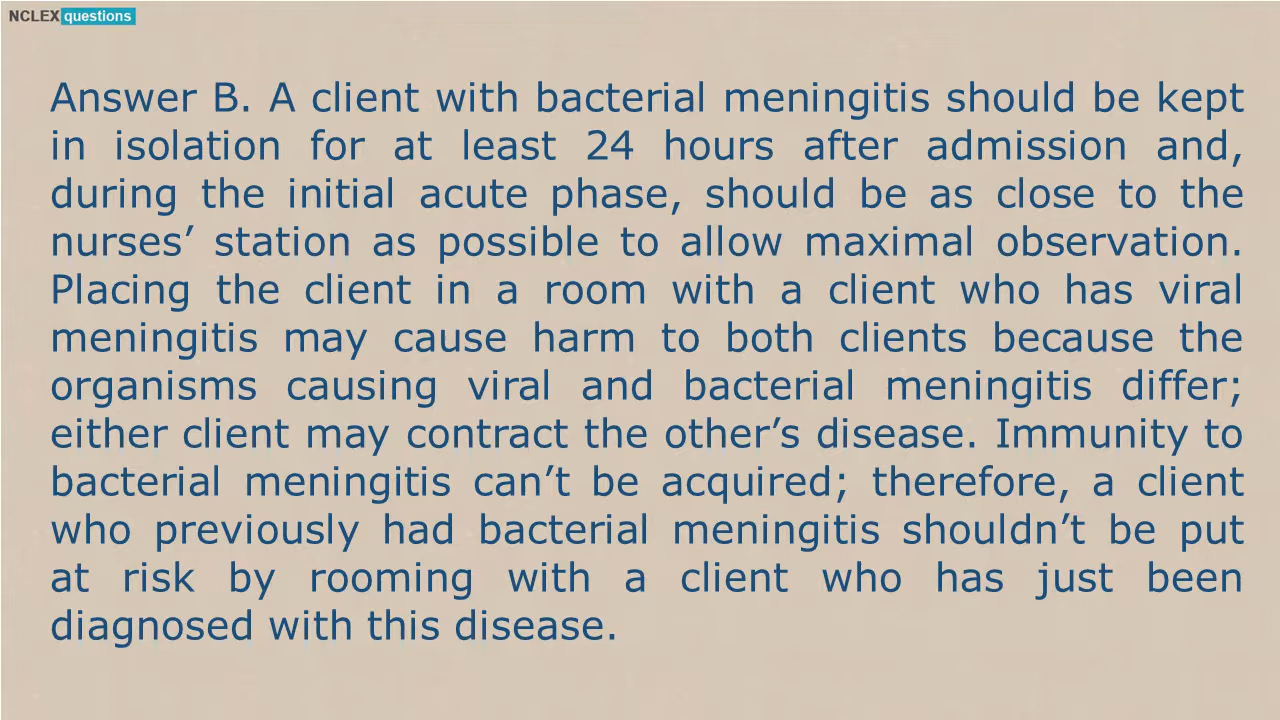 NCLEX questions
Answer B. A client with bacterial meningitis should be kept
in isolation for at least 24 hours after admission and,
during the initial acute phase, should be as close to the
nurses’ station as possible to allow maximal observation.
Placing the client in a room with a client who has viral
meningitis may cause harm to both clients because the
organisms causing viral and bacterial meningitis differ;
either client may contract the other’s disease. Immunity to
bacterial meningitis can’t be acquired; therefore, a client
who previously had bacterial meningitis shouldn’t be put
at risk by rooming with a client who has just been
diagnosed with this disease.